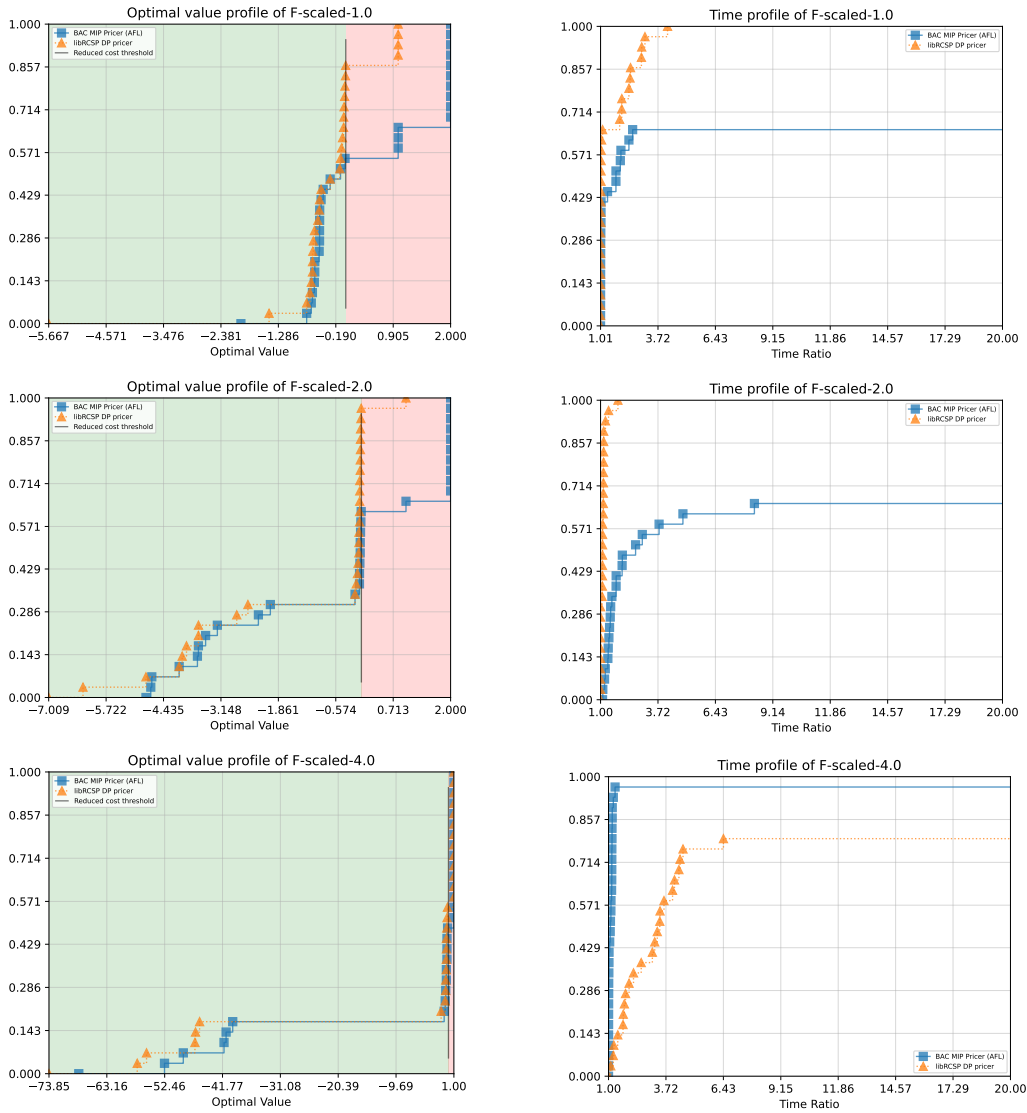 Optimal value profile of F-scaled-1.0
1.000
0.857
0.714
0.571
0.429
0.286
0.143
0.000
BAC MIP Pricer (AFL)
libRCSP DP pricer
Reduced cost threshold
−5.667 −4.571 −3.476 −2.381 −1.286 −0.190 0.905 2.000
Optimal Value
Time profile of F-scaled-1.0
1.000
0.857
0.714
0.571
0.429
0.286
0.143
0.000
BAC MIP Pricer (AFL)
libRCSP DP pricer
1.01 3.72 6.43 9.15 11.86 14.57 17.29 20.00
Time Ratio
Optimal value profile of F-scaled-2.0
1.000
0.857
0.714
0.571
0.429
0.286
0.143
0.000
BAC MIP Pricer (AFL)
libRCSP DP pricer
Reduced cost threshold
−7.009 −5.722 −4.435 −3.148 −1.861 −0.574 0.713 2.000
Optimal Value
Time profile of F-scaled-2.0
1.000
0.857
0.714
0.571
0.429
0.286
0.143
0.000
BAC MIP Pricer (AFL)
libRCSP DP pricer
1.00 3.72 6.43 9.14 11.86 14.57 17.29 20.00
Time Ratio
Optimal value profile of F-scaled-4.0
1.000
0.857
0.714
0.571
0.429
0.286
0.143
0.000
BAC MIP Pricer (AFL)
libRCSP DP pricer
Reduced cost threshold
−73.85 −63.16 −52.46 −41.77 −31.08 −20.39 −9.69 1.00
Optimal Value
Time profile of F-scaled-4.0
1.000
0.857
0.714
0.571
0.429
0.286
0.143
0.000
BAC MIP Pricer (AFL)
libRCSP DP pricer
1.00 3.72 6.43 9.15 11.86 14.57 17.29 20.00
Time Ratio